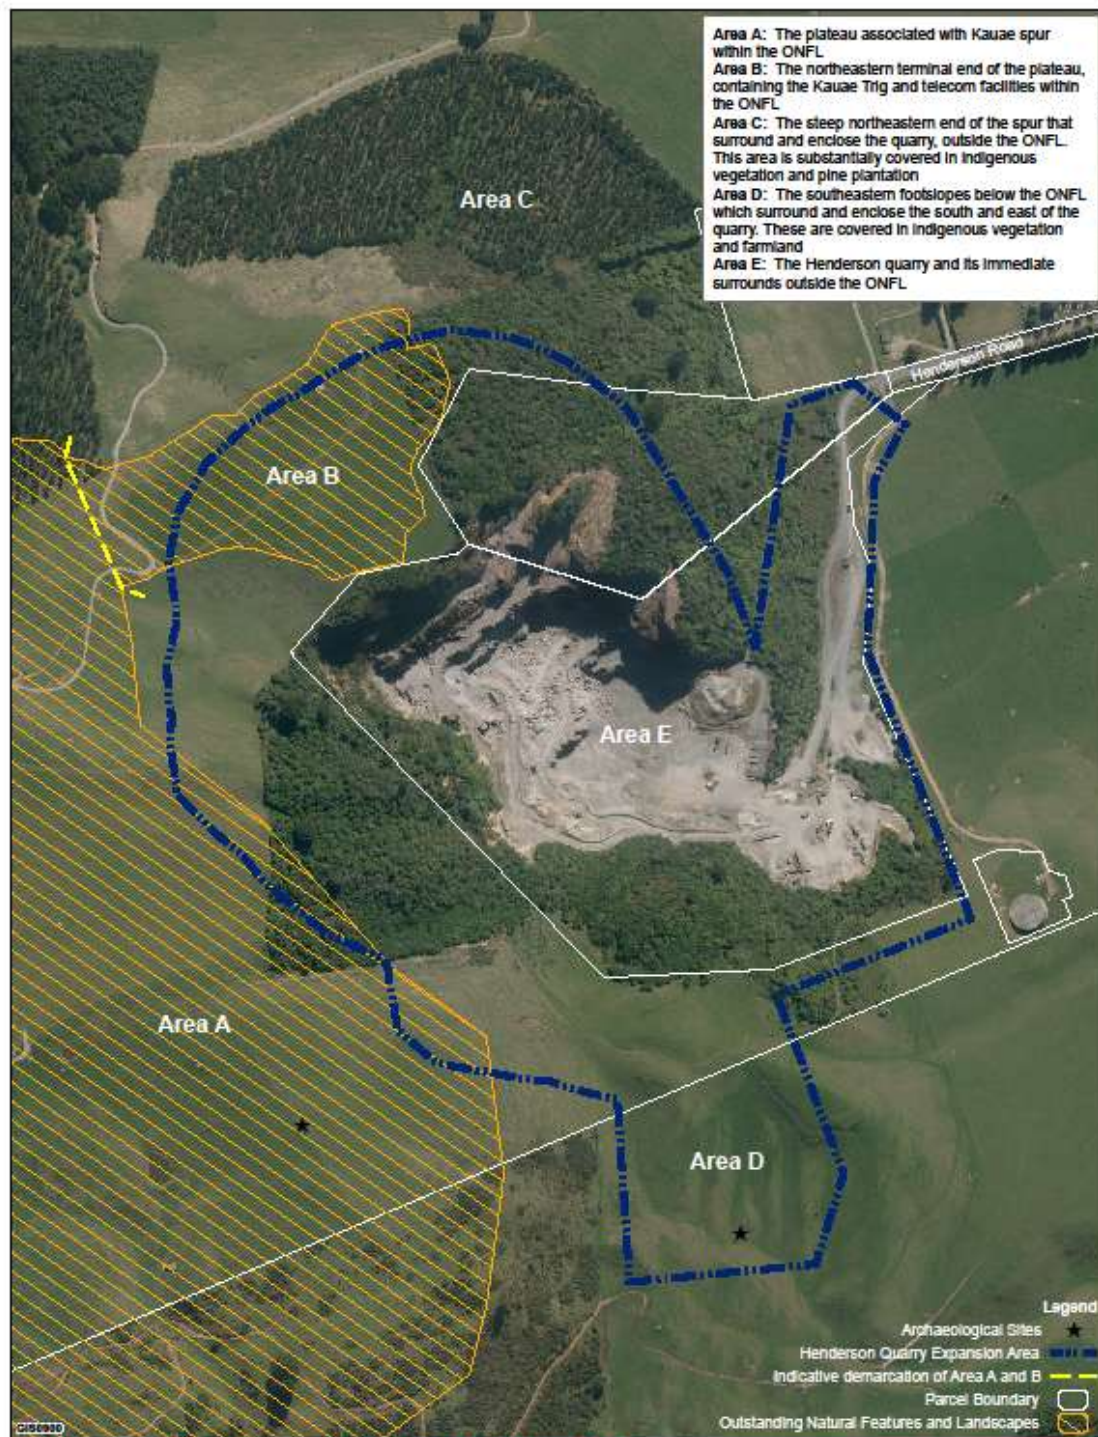 Area A: The plateau associated with Kauae spur
within the ONFL
Area B: The northeastern terminal end of the plateau,
containing the Kauae Trig and telecom facilities within
the ONFL
Area C: The steep northeastern end of the spur that
surround and enclose the quarry, outside the ONFL.
This area is substantially covered in indigenous
vegetation and pine plantation
Area D: The southeastern footslopes below the ONFL
which surround and enclose the south and east of the
quarry. These are covered in indigenous vegetation
and farmland
Area E: The Henderson quarry and its immediate
surrounds outside the ONFL
Area C
Henderson Road
Area B
Area E
Area A
Area D
Legend
Archaeological Sites
Henderson Quarry Expansion Area
Indicative demarcation of Area A and B
Parcel Boundary
Outstanding Natural Features and Landscapes